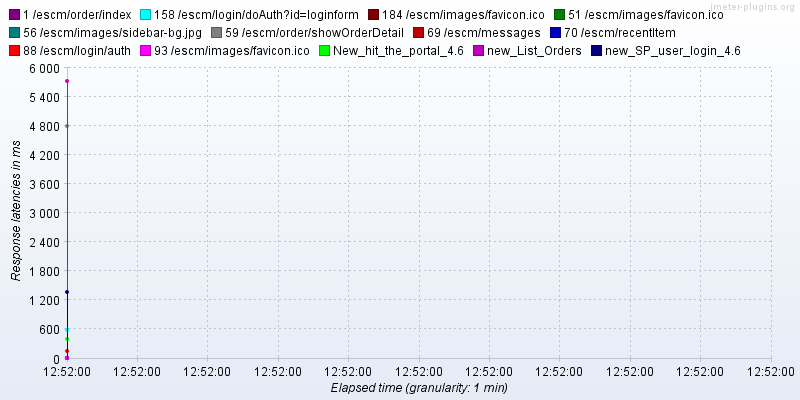 jmeter-plugins.org
1 /escm/order/index 158 /escm/login/doAuth?id=loginform 184 /escm/images/favicon.ico 51 /escm/images/favicon.ico
56 /escm/images/sidebar-bg.jpg 59 /escm/order/showOrderDetail 69 /escm/messages 70 /escm/recentItem
88 /escm/login/auth 93 /escm/images/favicon.ico New_hit_the_portal_4.6 new_List_Orders new_SP_user_login_4.6
6 000
5 400
4 800
4 200
3 600
3 000
2 400
1 800
1 200
600
0
Response latencies in ms
12:52:00 12:52:00 12:52:00 12:52:00 12:52:00 12:52:00 12:52:00 12:52:00 12:52:00 12:52:00 12:52:00
Elapsed time (granularity: 1 min)